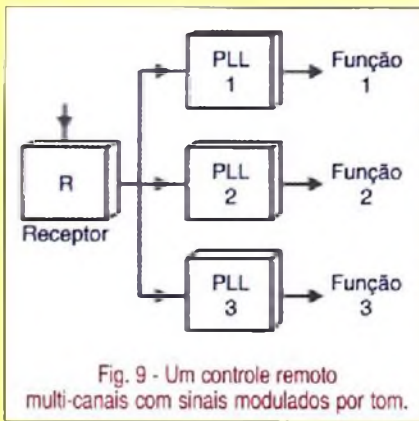 PLL
1
Função
1
R
Receptor
PLL
2
Função
2
PLL
3
Função
3
Fig. 9 - Um controle remoto
multi-canais com sinais modulados por tom.